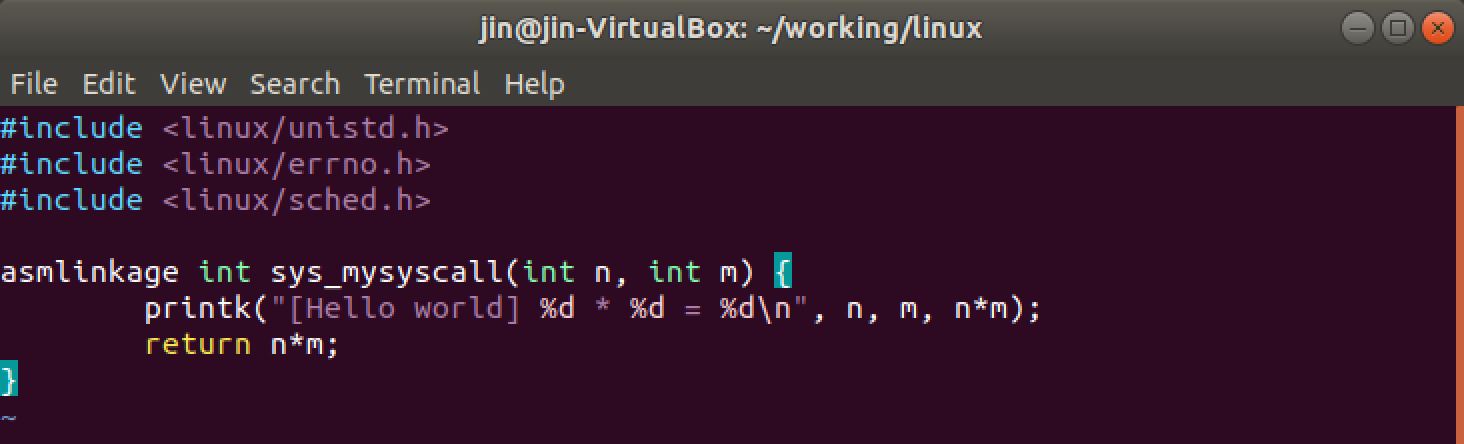 jin@jin-VirtualBox: ~/working/linux
File Edit View Search Terminal Help
#include <linux/unistd.h>
#include <linux/errno.h>
#include <linux/sched.h>

asmlinkage int sys_mysyscall(int n, int m) {
        printk("[Hello world] %d * %d = %d\n", n, m, n*m);
        return n*m;
}
~